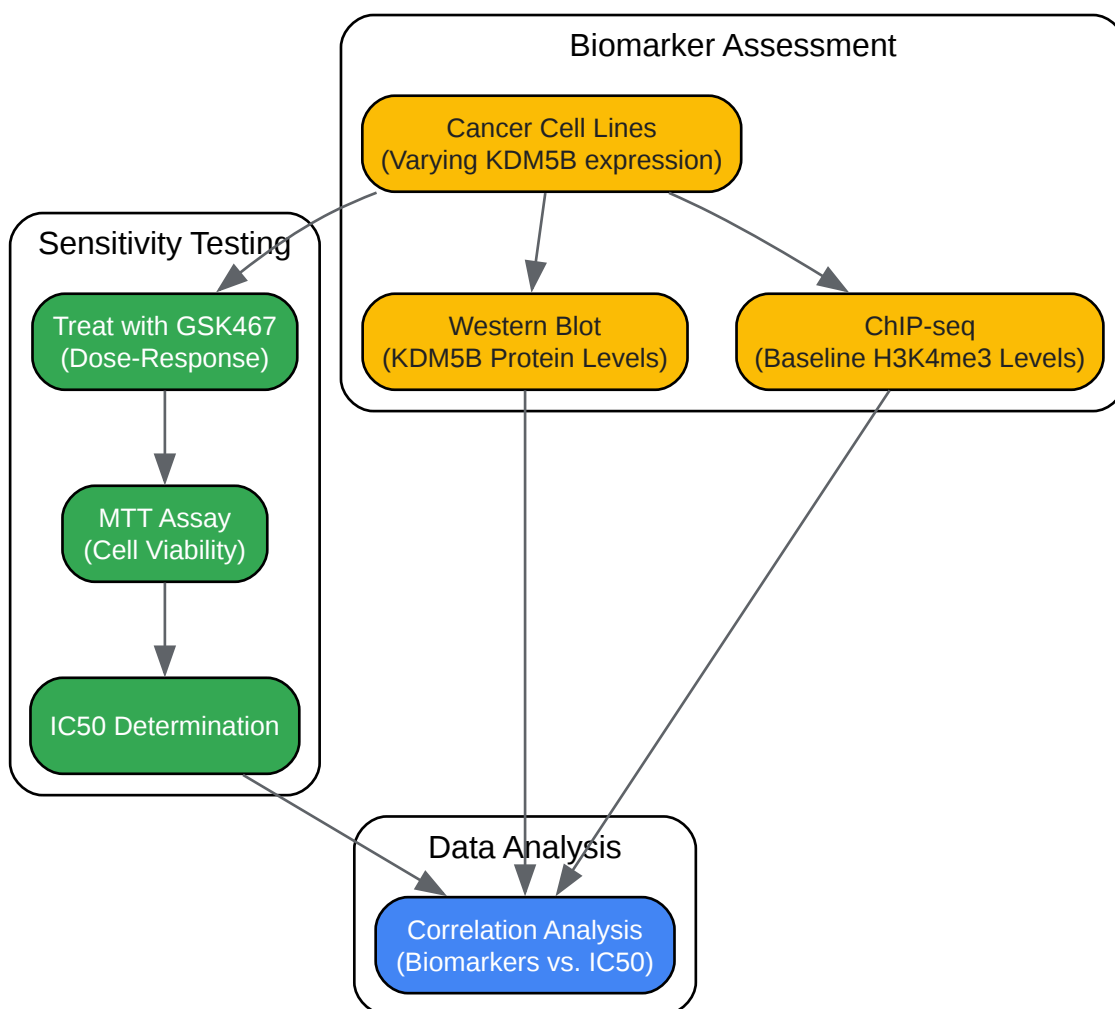 Biomarker Assessment
Cancer Cell Lines
(Varying KDM5B expression)
Sensitivity Testing
Treat with GSK467
(Dose-Response)
Western Blot
(KDM5B Protein Levels)
ChIP-seq
(Baseline H3K4me3 Levels)
MTT Assay
(Cell Viability)
IC50 Determination
Data Analysis
Correlation Analysis
(Biomarkers vs. IC50)